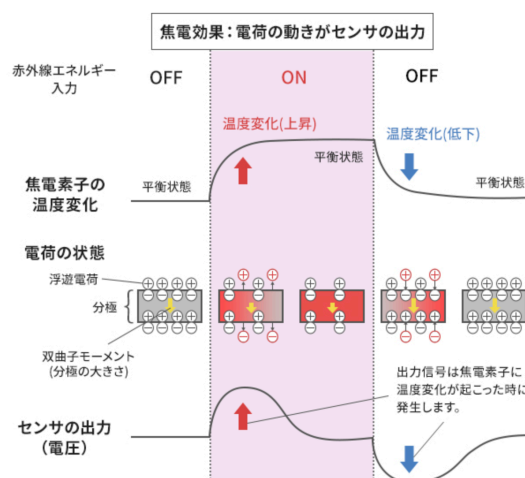 焦電効果：電荷の動きがセンサの出力
赤外線エネルギー
入力
OFF
ON
OFF
温度変化(上昇)
温度変化(低下)
焦電素子の
温度変化
平衡状態
平衡状態
平衡状態
電荷の状態
浮遊電荷
分極
双曲子モーメント
(分極の大きさ)
出力信号は焦電素子に
温度変化が起こった時に
発生します。
センサの出力
（電圧）